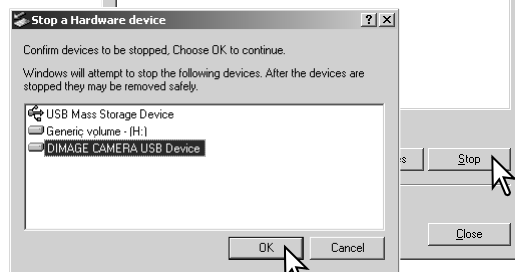 Stop a Hardware device
Confirm devices to be stopped, Choose OK to continue.
Windows will attempt to stop the following devices. After the devices are
stopped they may be removed safely.
USB Mass Storage Device
Generic volume - (H:)
DIMAGE CAMERA USB Device
Stop
OK
Cancel
Close